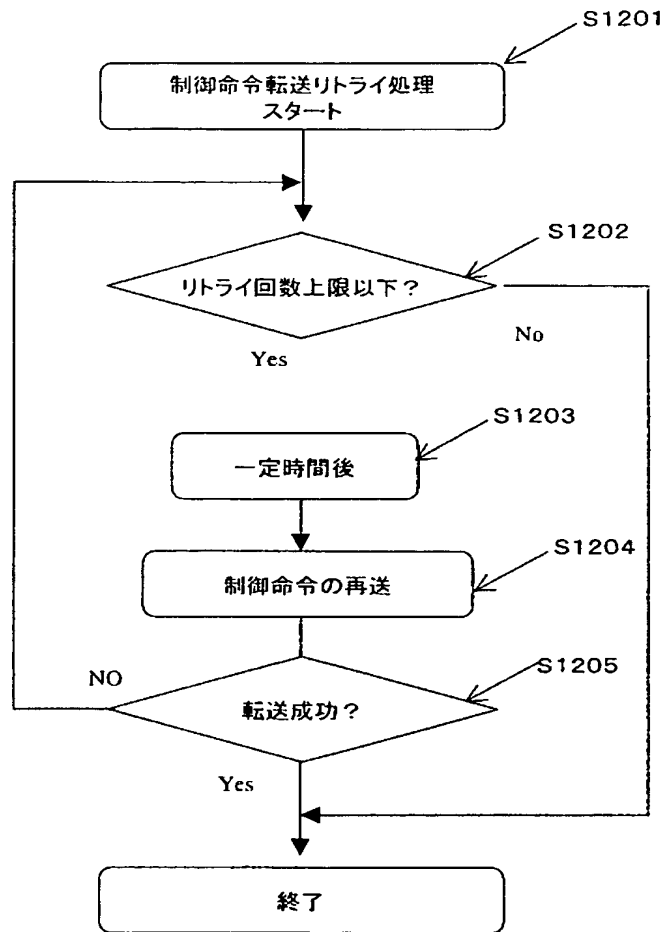 S1201
制御命令転送リトライ処理
スタート
S1202
リトライ回数上限以下？
No
Yes
S1203
一定時間後
S1204
制御命令の再送
S1205
NO
転送成功？
Yes
終了